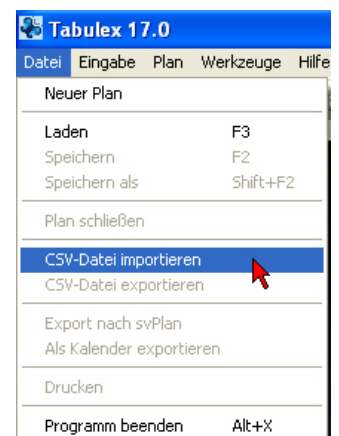 Tabulex 17.0
Datei Eingabe Plan Werkzeuge Hilfe
Neuer Plan
Laden F3
Speichern F2
Speichern als Shift+F2
Plan schließen
CSV-Datei importieren
CSV-Datei exportieren
Export nach svPlan
Als Kalender exportieren
Drucken
Programm beenden Alt+X